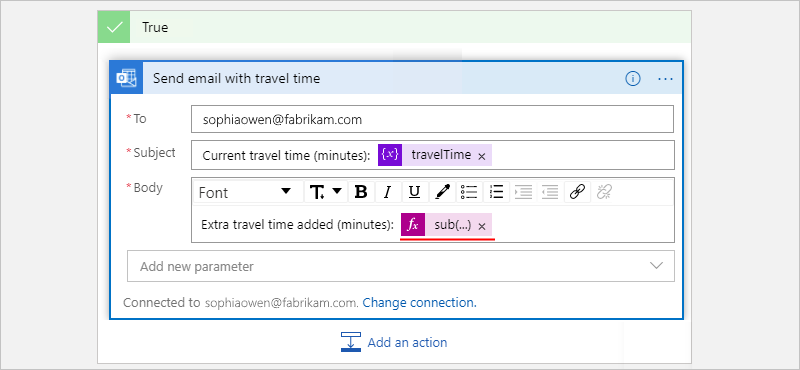 True
Send email with travel time
* To
sophiaowen@fabrikam.com
* Subject
Current travel time (minutes): {x} travelTime ×
* Body
Font
B I U
Extra travel time added (minutes): fx sub(...) ×
Add new parameter
Connected to sophiaowen@fabrikam.com. Change connection.
Add an action